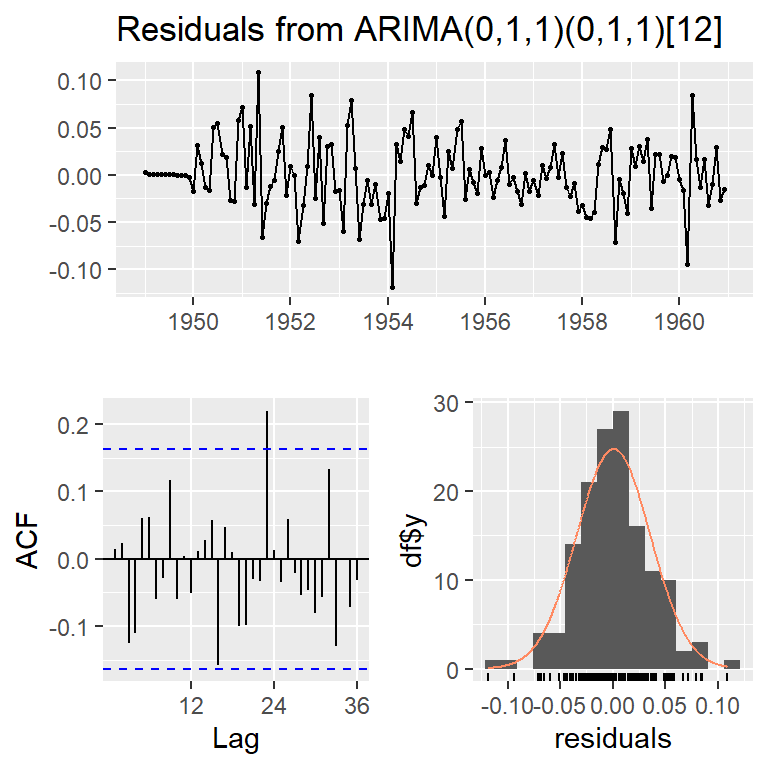 Residuals from ARIMA(0,1,1)(0,1,1)[12]
0.10
0.05
0.00
-0.05
-0.10
1950 1952 1954 1956 1958 1960
ACF
0.2
0.1
0.0
-0.1
12 24 36
Lag
df$y
30
20
10
0
-0.10 -0.05 0.00 0.05 0.10
residuals